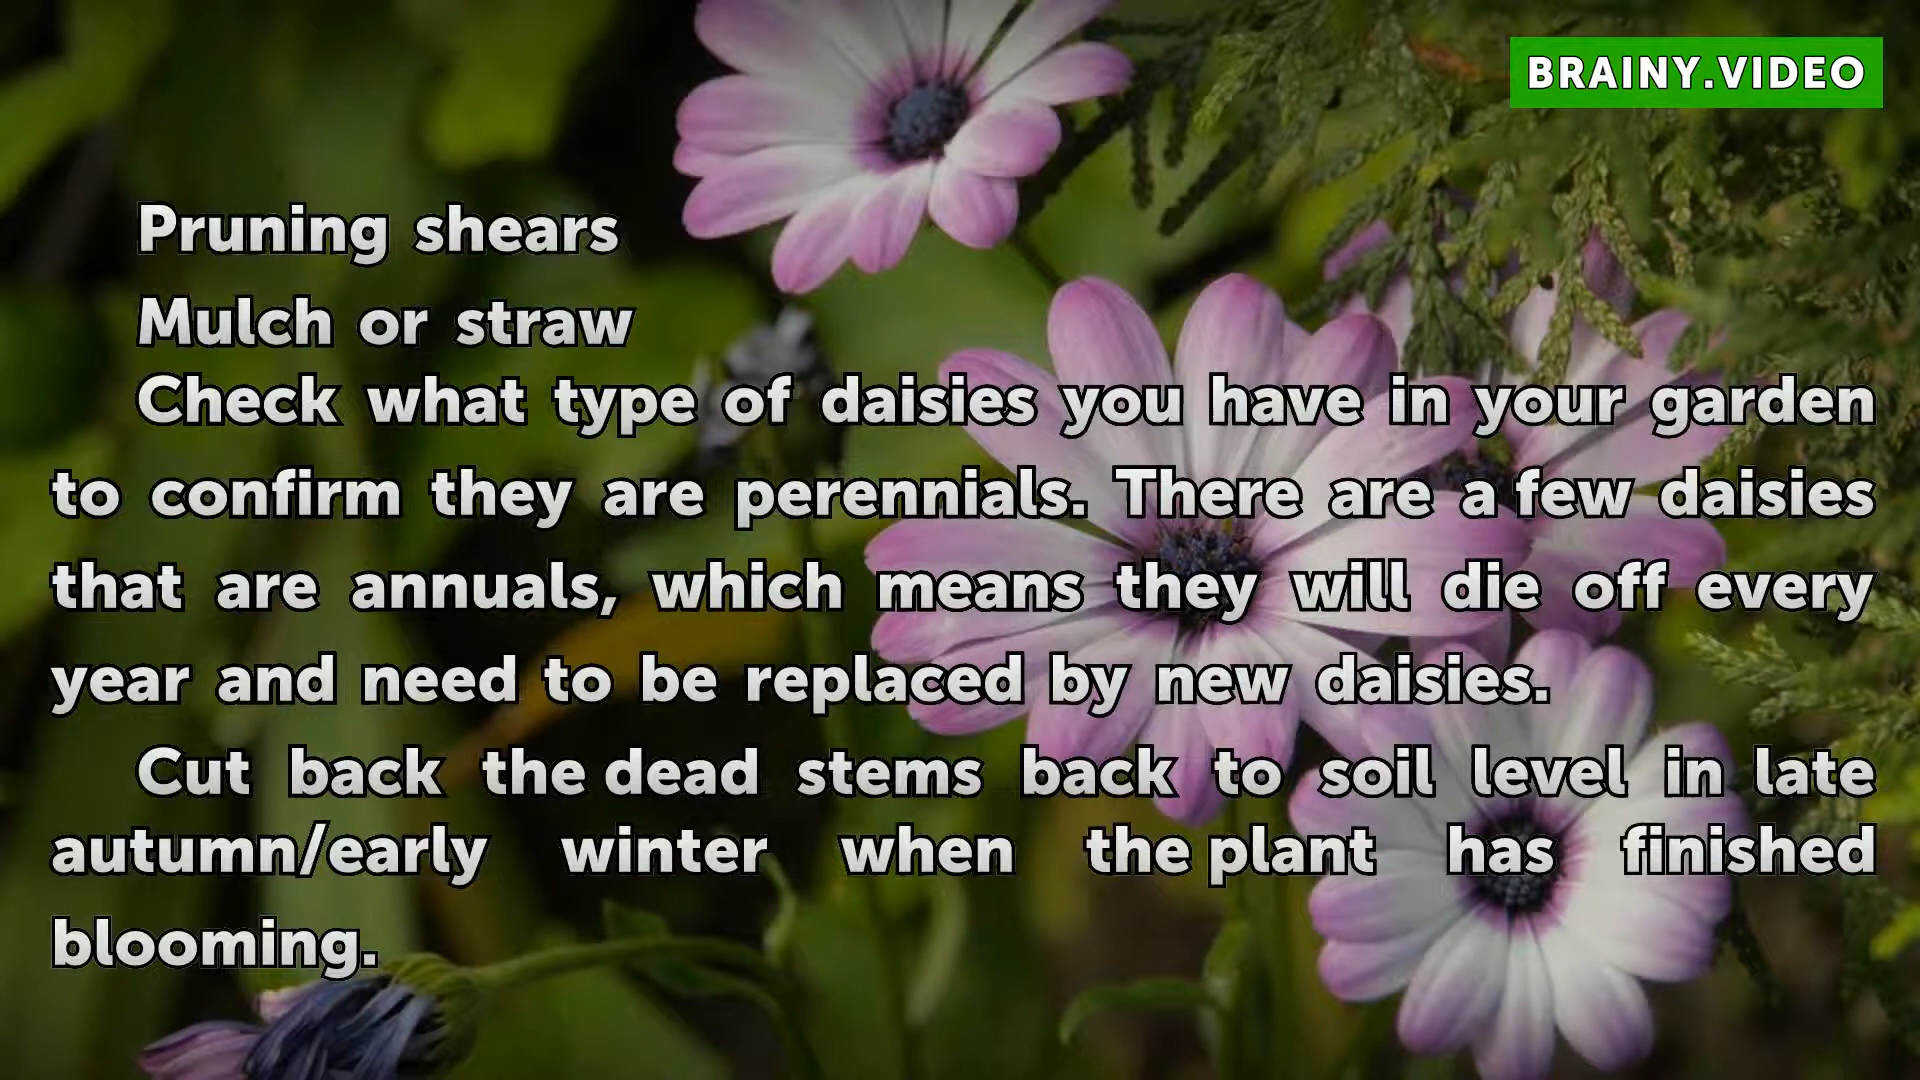 BRAINY.VIDEO
Pruning shears
Mulch or straw
Check what type of daisies you have in your garden
to confirm they are perennials. There are a few daisies
that are annuals, which means they will die off every
year and need to be replaced by new daisies.
Cut back the dead stems back to soil level in late
autumn/early winter when the plant has finished
blooming.